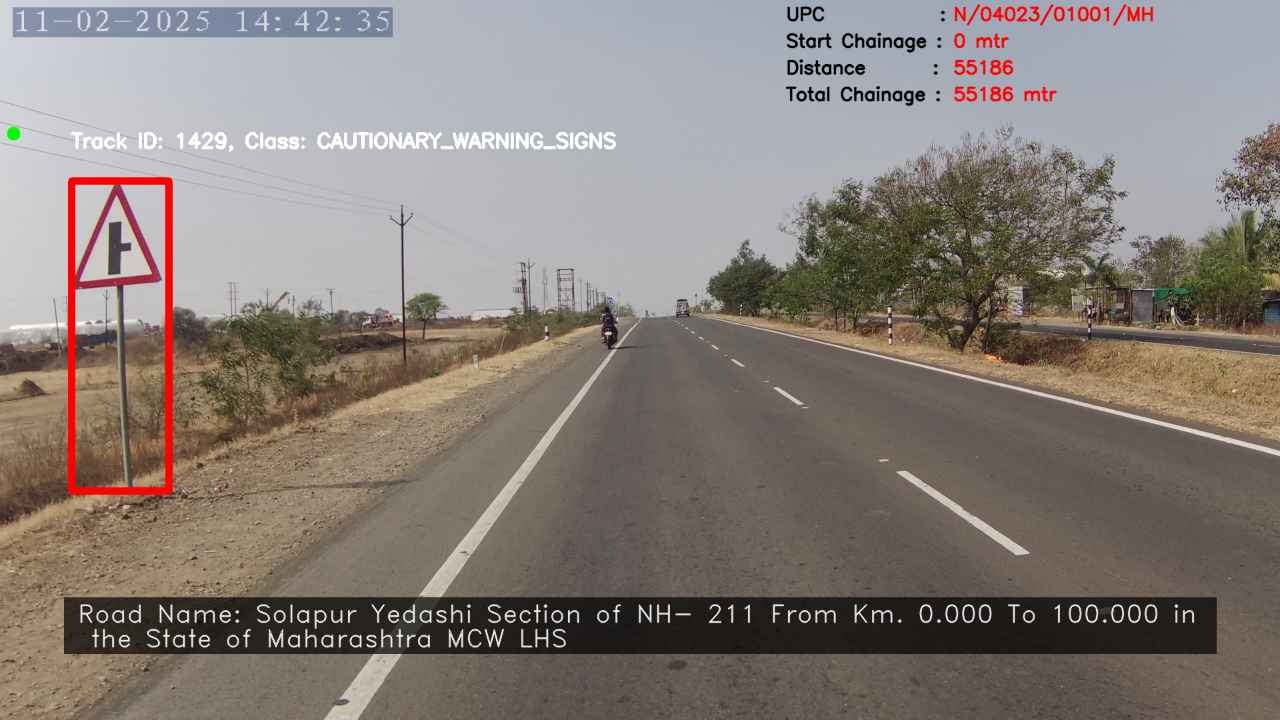 11-02-2025 14:42:35
UPC : N/04023/01001/MH
Start Chainage : 0 mtr
Distance : 55186
Total Chainage : 55186 mtr
Track ID: 1429, Class: CAUTIONARY_WARNING_SIGNS
Road Name: Solapur Yedashi Section of NH- 211 From Km. 0.000 To 100.000 in
the State of Maharashtra MCW LHS